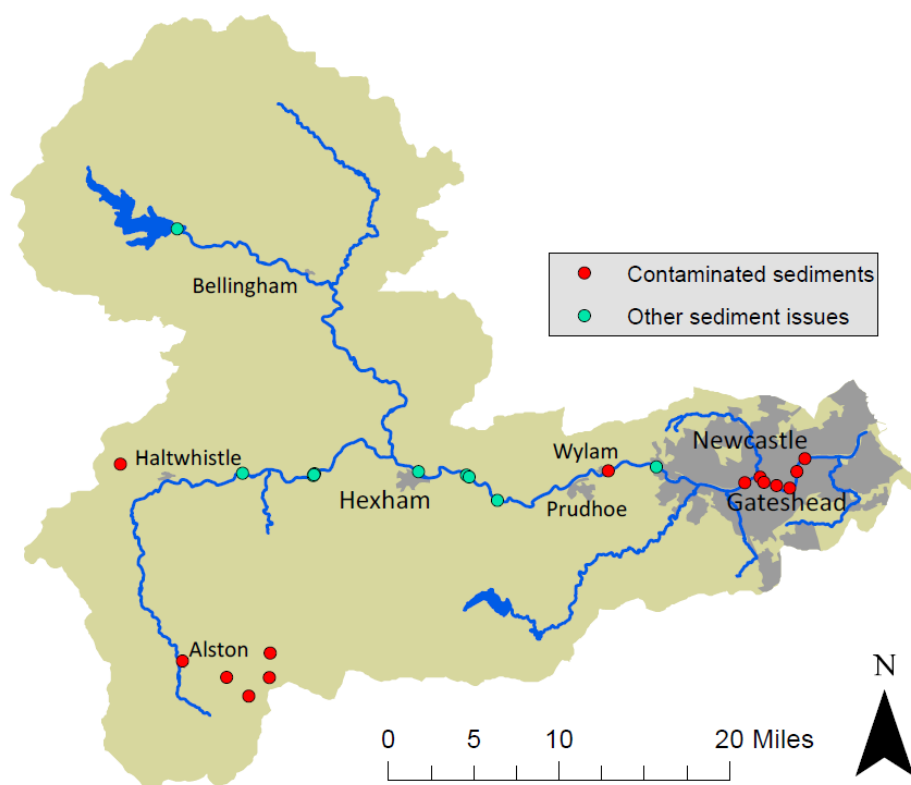 Bellingham
Contaminated sediments
Other sediment issues
Haltwhistle
Hexham
Wylam
Prudhoe
Newcastle
Gateshead
Alston
N
0 5 10 20 Miles